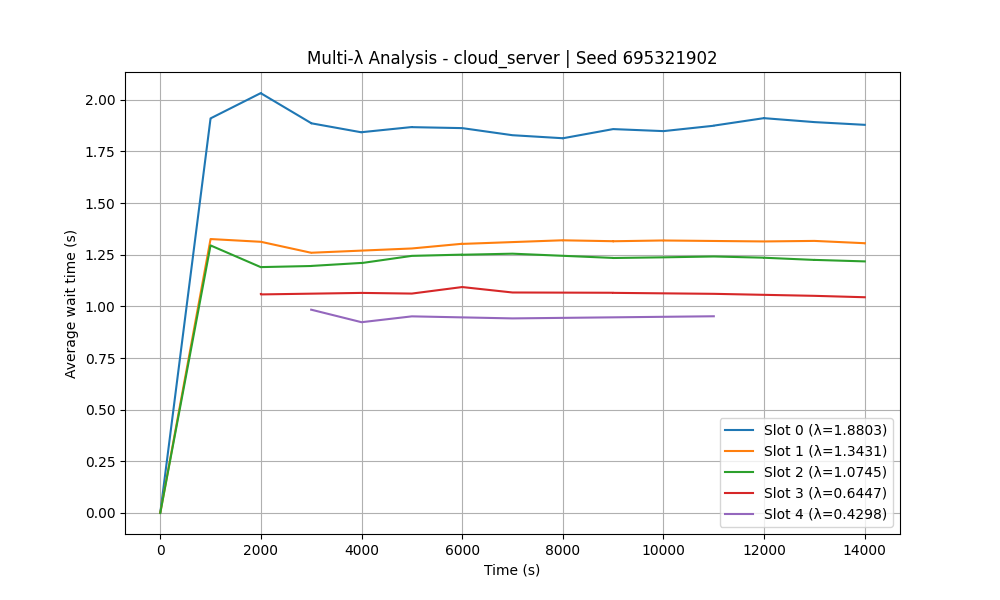 Multi-λ Analysis - cloud_server | Seed 695321902
Average wait time (s)
2.00
1.75
1.50
1.25
1.00
0.75
0.50
0.25
0.00
Slot 0 (λ=1.8803)
Slot 1 (λ=1.3431)
Slot 2 (λ=1.0745)
Slot 3 (λ=0.6447)
Slot 4 (λ=0.4298)
0 2000 4000 6000 8000 10000 12000 14000
Time (s)